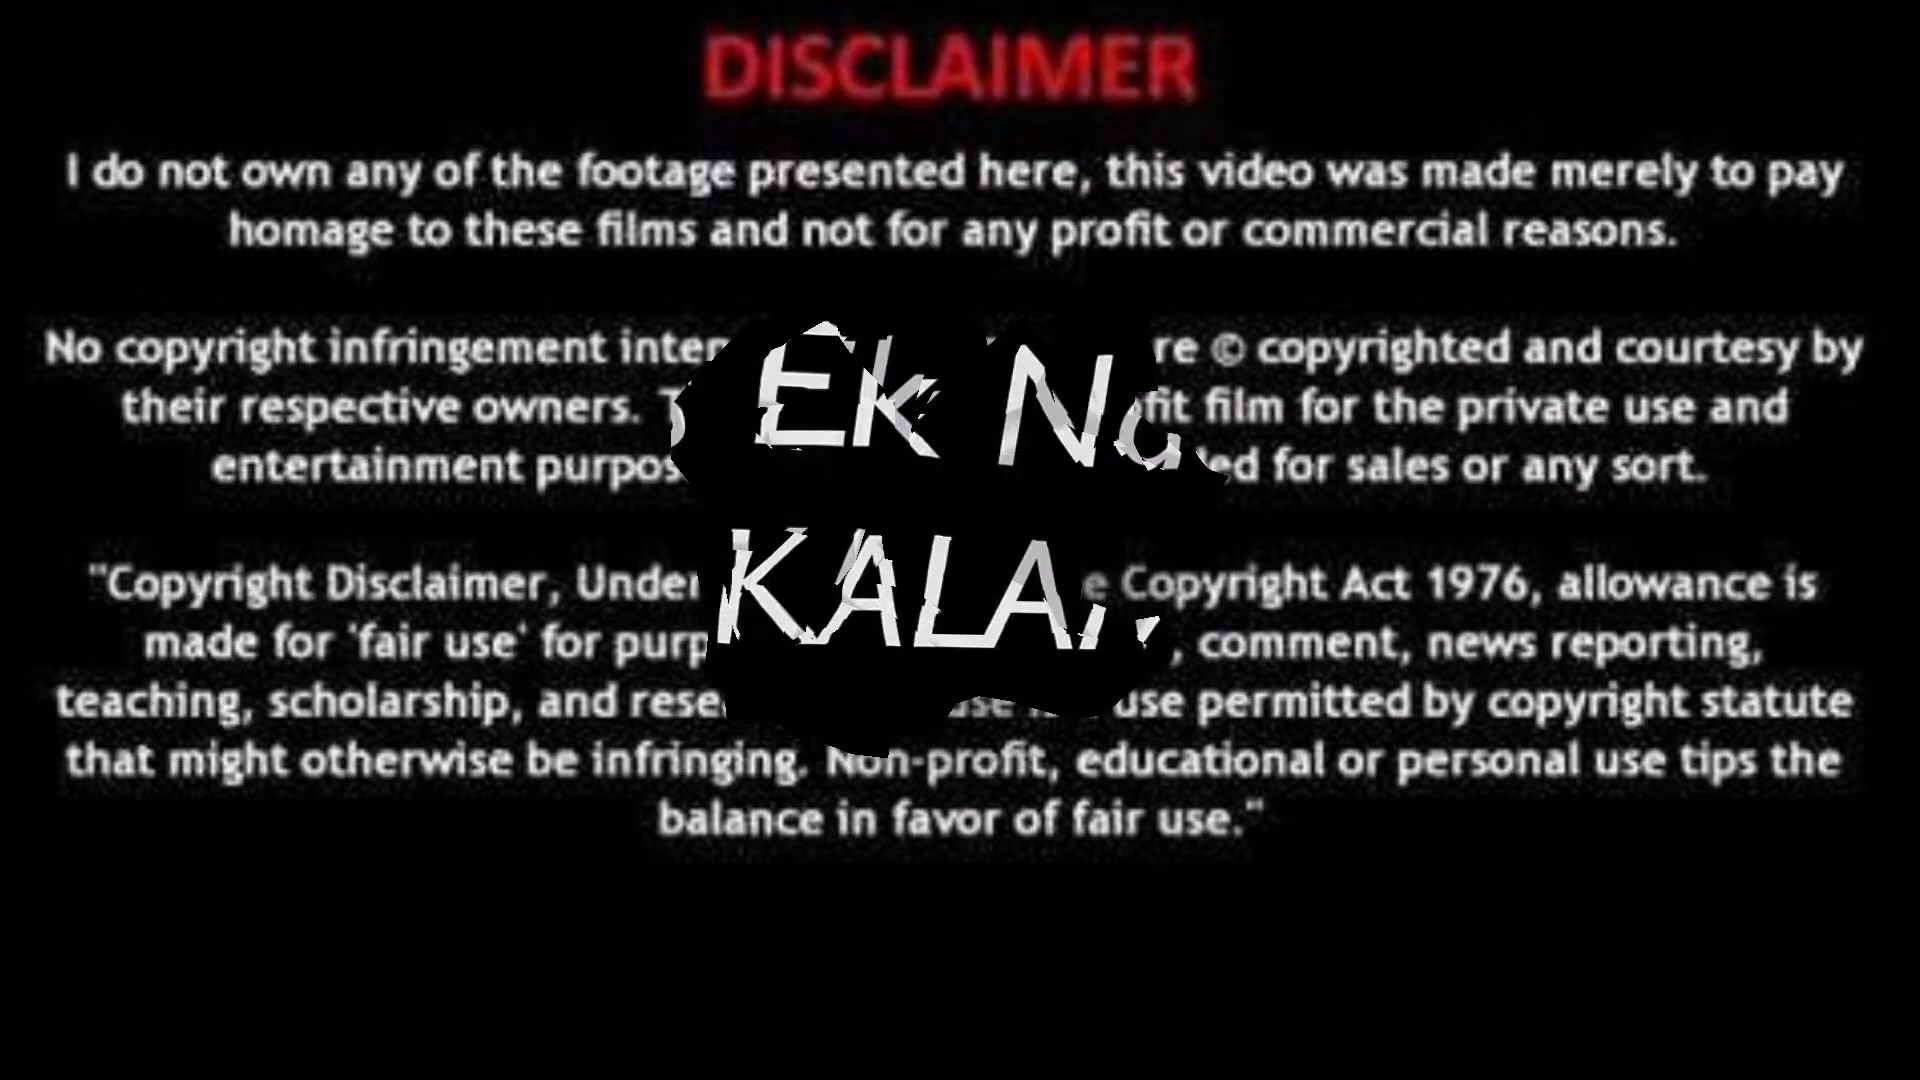 DISCLAIMER
I do not own any of the footage presented here, this video was made merely to pay
homage to these films and not for any profit or commercial reasons.
No copyright infringement © copyrighted and courtesy by
their respective owners. film for the private use and
entertainment for sales or any sort.
Ek
"Copyright Disclaimer, Under Copyright Act 1976, allowance is
made for 'fair use' for , comment, news reporting,
teaching, scholarship, and use permitted by copyright statute
that might otherwise be infringing. Non-profit, educational or personal use tips the
balance in favor of fair use."